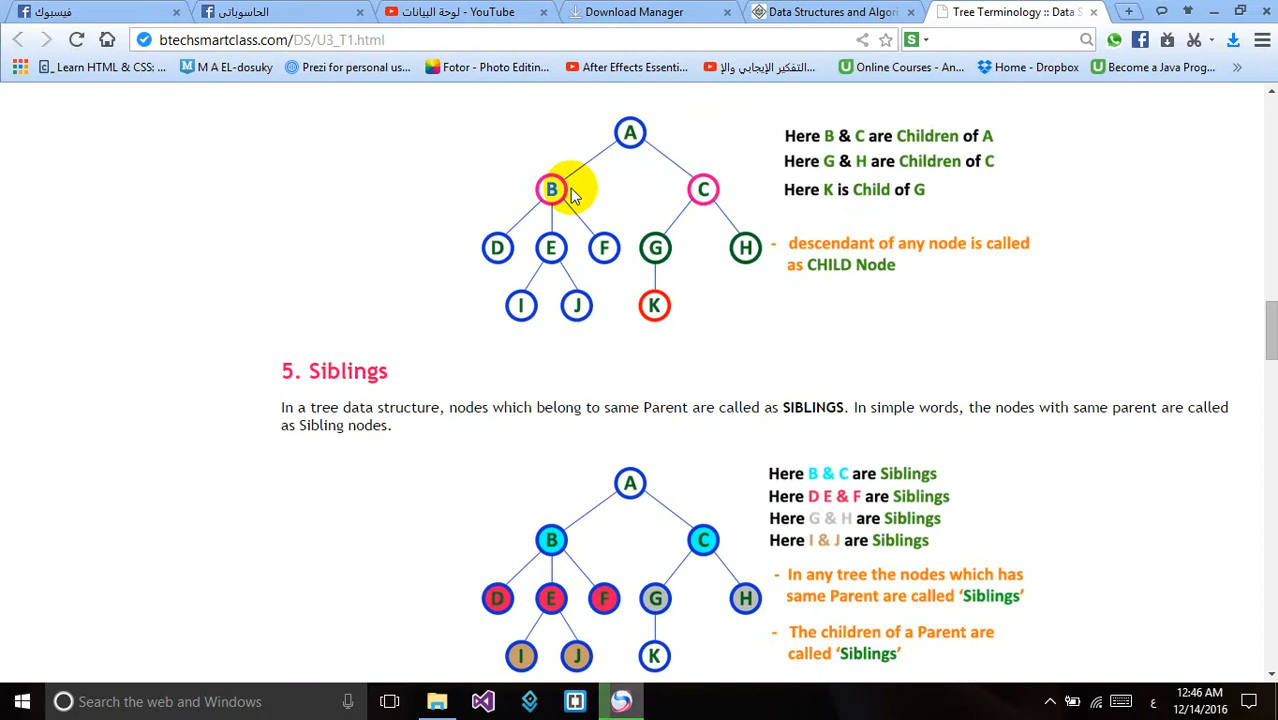 فيسبوك
الحاسوباتى
لوحة البيانات - YouTube
Download Manager
Data Structures and Algori
Tree Terminology :: Data S
btechsmartclass.com/DS/U3_T1.html
Learn HTML & CSS: ...
M A EL-dosuky
Prezi for personal us...
Fotor - Photo Editin...
After Effects Essenti...
التفكير الإيجابي والإ...
Online Courses - An...
Home - Dropbox
Become a Java Prog...
A
B
C
D
E
F
G
H
I
J
K
Here B & C are Children of A
Here G & H are Children of C
Here K is Child of G
- descendant of any node is called
as CHILD Node
5. Siblings
In a tree data structure, nodes which belong to same Parent are called as SIBLINGS. In simple words, the nodes with same parent are called
as Sibling nodes.
A
B
C
D
E
F
G
H
I
J
K
Here B & C are Siblings
Here D E & F are Siblings
Here G & H are Siblings
Here I & J are Siblings
- In any tree the nodes which has
same Parent are called ‘Siblings’
- The children of a Parent are
called ‘Siblings’
Search the web and Windows
ع
12:46 AM
12/14/2016